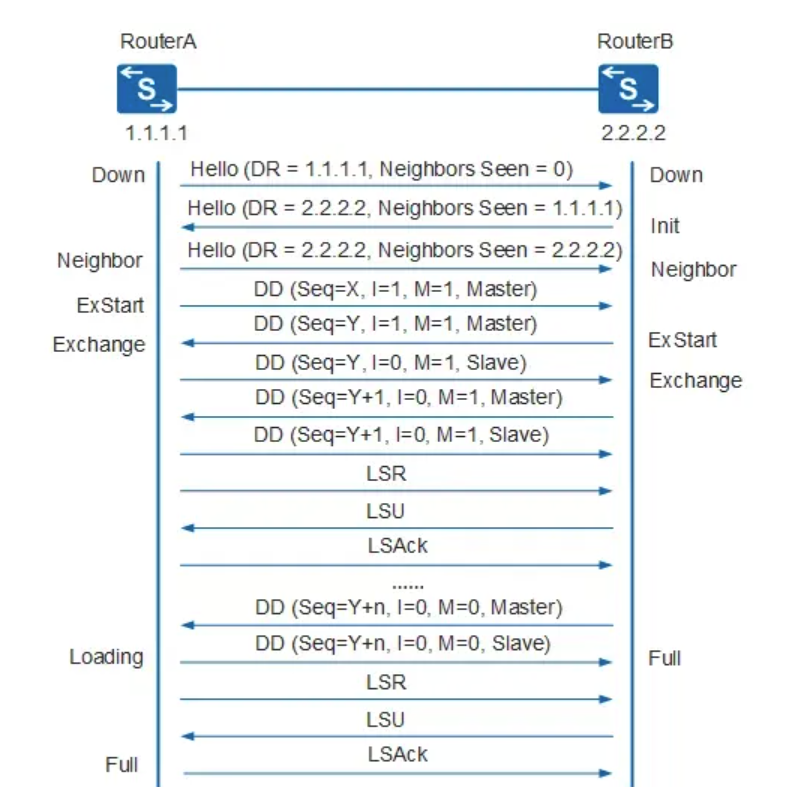 RouterA
RouterB
S
S
1.1.1.1
2.2.2.2
Down
Hello (DR = 1.1.1.1, Neighbors Seen = 0)
Down
Hello (DR = 2.2.2.2, Neighbors Seen = 1.1.1.1)
Init
Hello (DR = 2.2.2.2, Neighbors Seen = 2.2.2.2)
Neighbor
Neighbor
DD (Seq=X, I=1, M=1, Master)
ExStart
DD (Seq=Y, I=1, M=1, Master)
Exchange
ExStart
DD (Seq=Y, I=0, M=1, Slave)
Exchange
DD (Seq=Y+1, I=0, M=1, Master)
DD (Seq=Y+1, I=0, M=1, Slave)
LSR
LSU
LSAck
......
DD (Seq=Y+n, I=0, M=0, Master)
DD (Seq=Y+n, I=0, M=0, Slave)
Loading
Full
LSR
LSU
LSAck
Full